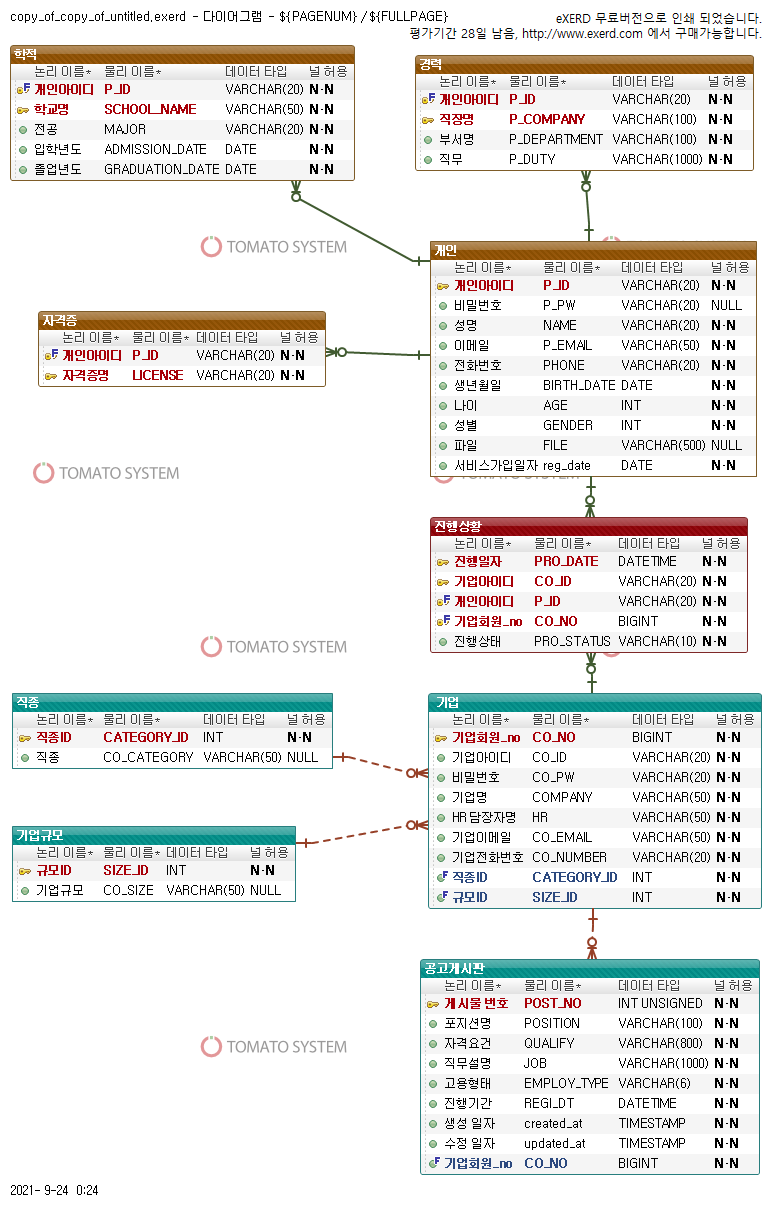 copy_of_copy_of_untitled.exerd - 다이어그램 - ${PAGENUM} / ${FULLPAGE}
eXERD 무료버전으로 인쇄 되었습니다.
평가기간 28일 남음, http://www.exerd.com 에서 구매가능합니다.
학적
논리 이름* 물리 이름* 데이터 타입 널 허용
개인아이디 P_ID VARCHAR(20) N-N
학교명 SCHOOL_NAME VARCHAR(50) N-N
전공 MAJOR VARCHAR(20) N-N
입학년도 ADMISSION_DATE DATE N-N
졸업년도 GRADUATION_DATE DATE N-N
경력
논리 이름* 물리 이름* 데이터 타입 널 허용
개인아이디 P_ID VARCHAR(20) N-N
직장명 P_COMPANY VARCHAR(100) N-N
부서명 P_DEPARTMENT VARCHAR(100) N-N
직무 P_DUTY VARCHAR(1000) N-N
TOMATO SYSTEM
개인
논리 이름* 물리 이름* 데이터 타입 널 허용
개인아이디 P_ID VARCHAR(20) N-N
비밀번호 P_PW VARCHAR(20) NULL
성명 NAME VARCHAR(20) N-N
이메일 P_EMAIL VARCHAR(50) N-N
전화번호 PHONE VARCHAR(20) N-N
생년월일 BIRTH_DATE DATE N-N
나이 AGE INT N-N
성별 GENDER INT N-N
파일 FILE VARCHAR(500) NULL
서비스가입일자 reg_date DATE N-N
자격증
논리 이름* 물리 이름* 데이터 타입 널 허용
개인아이디 P_ID VARCHAR(20) N-N
자격증명 LICENSE VARCHAR(20) N-N
TOMATO SYSTEM
진행상황
논리 이름* 물리 이름* 데이터 타입 널 허용
진행일자 PRO_DATE DATETIME N-N
기업아이디 CO_ID VARCHAR(20) N-N
개인아이디 P_ID VARCHAR(20) N-N
기업회원_no CO_NO BIGINT N-N
진행상태 PRO_STATUS VARCHAR(10) N-N
TOMATO SYSTEM
직종
논리 이름* 물리 이름* 데이터 타입 널 허용
직종ID CATEGORY_ID INT N-N
직종 CO_CATEGORY VARCHAR(50) NULL
기업
논리 이름* 물리 이름* 데이터 타입 널 허용
기업회원_no CO_NO BIGINT N-N
기업아이디 CO_ID VARCHAR(20) N-N
비밀번호 CO_PW VARCHAR(20) N-N
기업명 COMPANY VARCHAR(50) N-N
HR담장자명 HR VARCHAR(50) N-N
기업이메일 CO_EMAIL VARCHAR(50) N-N
기업전화번호 CO_NUMBER VARCHAR(20) N-N
직종ID CATEGORY_ID INT N-N
규모ID SIZE_ID INT N-N
기업규모
논리 이름* 물리 이름* 데이터 타입 널 허용
규모ID SIZE_ID INT N-N
기업규모 CO_SIZE VARCHAR(50) NULL
공고게시판
논리 이름* 물리 이름* 데이터 타입 널 허용
게시물 번호 POST_NO INT UNSIGNED N-N
포지션명 POSITION VARCHAR(100) N-N
자격요건 QUALIFY VARCHAR(800) N-N
직무설명 JOB VARCHAR(1000) N-N
고용형태 EMPLOY_TYPE VARCHAR(6) N-N
진행기간 REGI_DT DATETIME N-N
생성 일자 created_at TIMESTAMP N-N
수정 일자 updated_at TIMESTAMP N-N
기업회원_no CO_NO BIGINT N-N
TOMATO SYSTEM
2021- 9-24 0:24